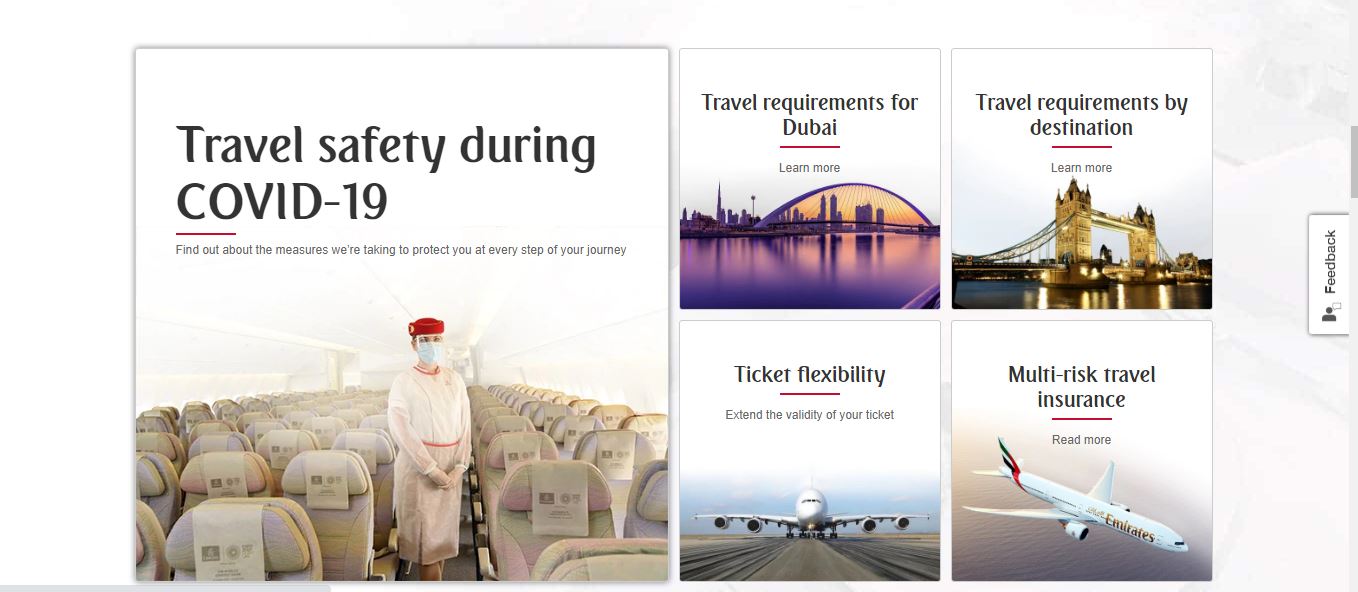 Travel safety during
COVID-19
Find out about the measures we're taking to protect you at every step of your journey
Travel requirements for
Dubai
Learn more
Travel requirements by
destination
Learn more
Ticket flexibility
Extend the validity of your ticket
Multi-risk travel
insurance
Read more
Emirates
Feedback